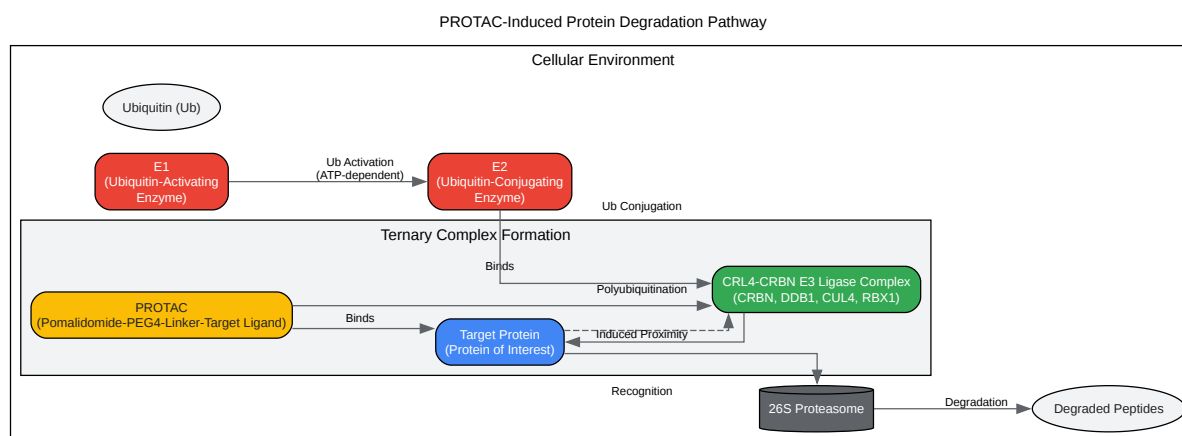 PROTAC-Induced Protein Degradation Pathway
Cellular Environment
Ubiquitin (Ub)
E1
(Ubiquitin-Activating
Enzyme)
Ub Activation
(ATP-dependent)
E2
(Ubiquitin-Conjugating
Enzyme)
Ub Conjugation
Ternary Complex Formation
Binds
CRL4-CRBN E3 Ligase Complex
(CRBN, DDB1, CUL4, RBX1)
Polyubiquitination
PROTAC
(Pomalidomide-PEG4-Linker-Target Ligand)
Binds
Target Protein
(Protein of Interest)
Induced Proximity
Recognition
26S Proteasome
Degradation
Degraded Peptides